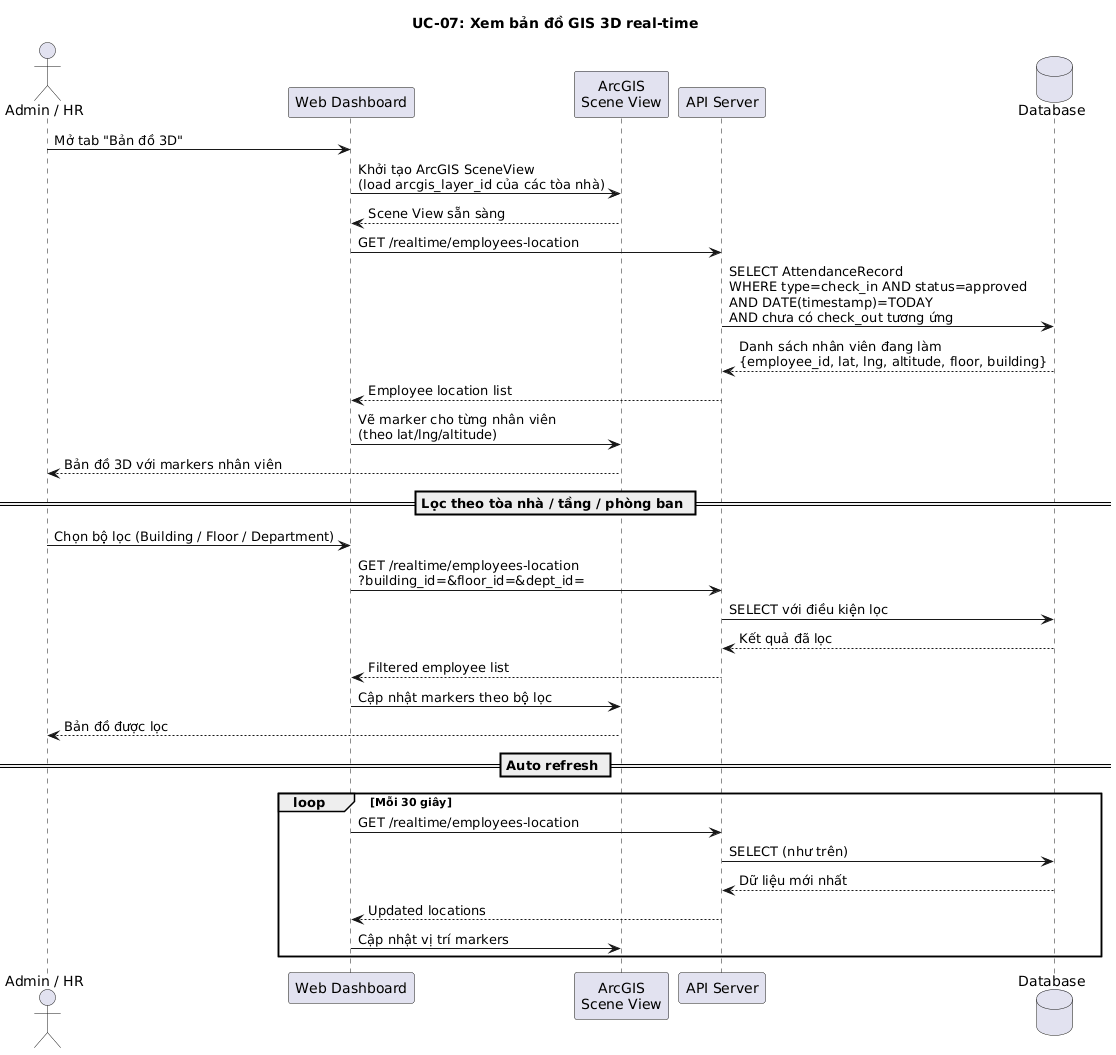 UC-07: Xem bản đồ GIS 3D real-time
Admin / HR
Web Dashboard
ArcGIS
Scene View
API Server
Database
Mở tab "Bản đồ 3D"
Khởi tạo ArcGIS SceneView
(load arcgis_layer_id của các tòa nhà)
Scene View sẵn sàng
GET /realtime/employees-location
SELECT AttendanceRecord
WHERE type=check_in AND status=approved
AND DATE(timestamp)=TODAY
AND chưa có check_out tương ứng
Danh sách nhân viên đang làm
{employee_id, lat, lng, altitude, floor, building}
Employee location list
Vẽ marker cho từng nhân viên
(theo lat/lng/altitude)
Bản đồ 3D với markers nhân viên
Lọc theo tòa nhà / tầng / phòng ban
Chọn bộ lọc (Building / Floor / Department)
GET /realtime/employees-location
?building_id=&floor_id=&dept_id=
SELECT với điều kiện lọc
Kết quả đã lọc
Filtered employee list
Cập nhật markers theo bộ lọc
Bản đồ được lọc
Auto refresh
loop [Mỗi 30 giây]
GET /realtime/employees-location
SELECT (như trên)
Dữ liệu mới nhất
Updated locations
Cập nhật vị trí markers
Admin / HR
Web Dashboard
ArcGIS
Scene View
API Server
Database